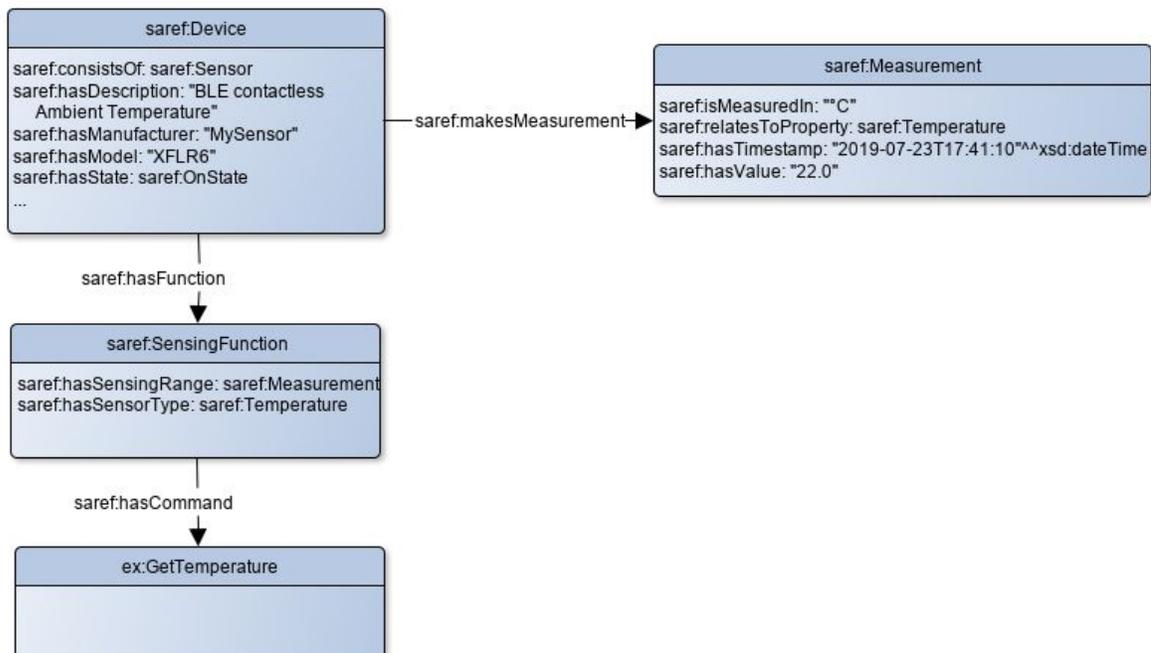 saref:Device
saref:consistsOf: saref:Sensor
saref:hasDescription: "BLE contactless
Ambient Temperature"
saref:hasManufacturer: "MySensor"
saref:hasModel: "XFLR6"
saref:hasState: saref:OnState
...
saref:makesMeasurement
saref:Measurement
saref:isMeasuredIn: "°C"
saref:relatesToProperty: saref:Temperature
saref:hasTimestamp: "2019-07-23T17:41:10"^^xsd:dateTime
saref:hasValue: "22.0"
saref:hasFunction
saref:SensingFunction
saref:hasSensingRange: saref:Measurement
saref:hasSensorType: saref:Temperature
saref:hasCommand
ex:GetTemperature